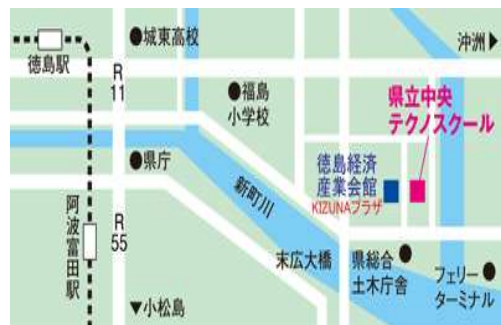 徳島駅
城東高校
沖洲
R
11
福島
小学校
県立中央
テクノスクール
県庁
徳島経済
産業会館
KIZUNAプラザ
新町川
阿波富田駅
R
55
末広大橋
県総合
土木庁舎
フェリー
ターミナル
小松島